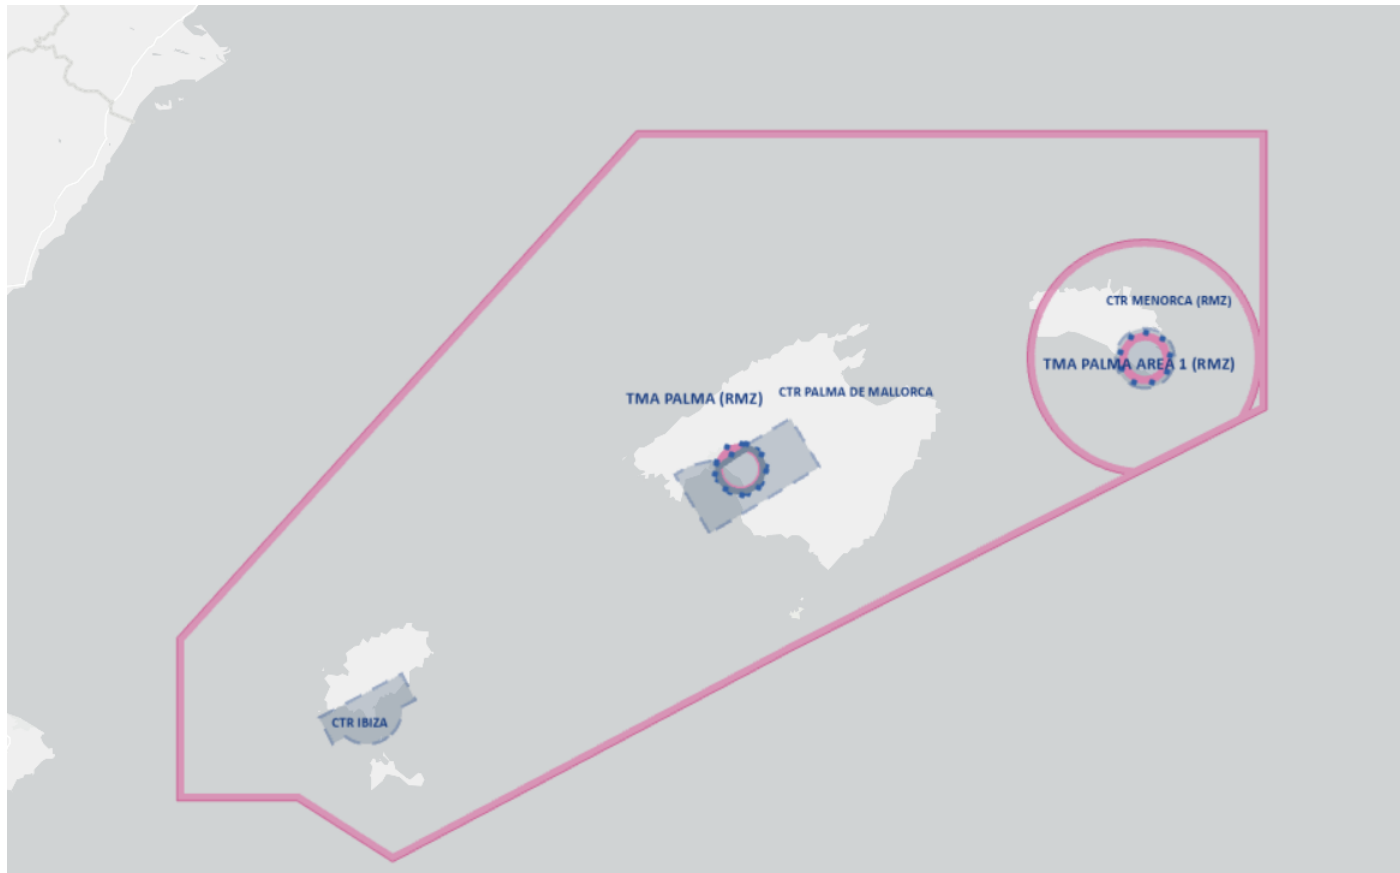 CTR MENORCA (RMZ)
TMA PALMA AREA 1 (RMZ)
TMA PALMA (RMZ)
CTR PALMA DE MALLORCA
CTR IBIZA